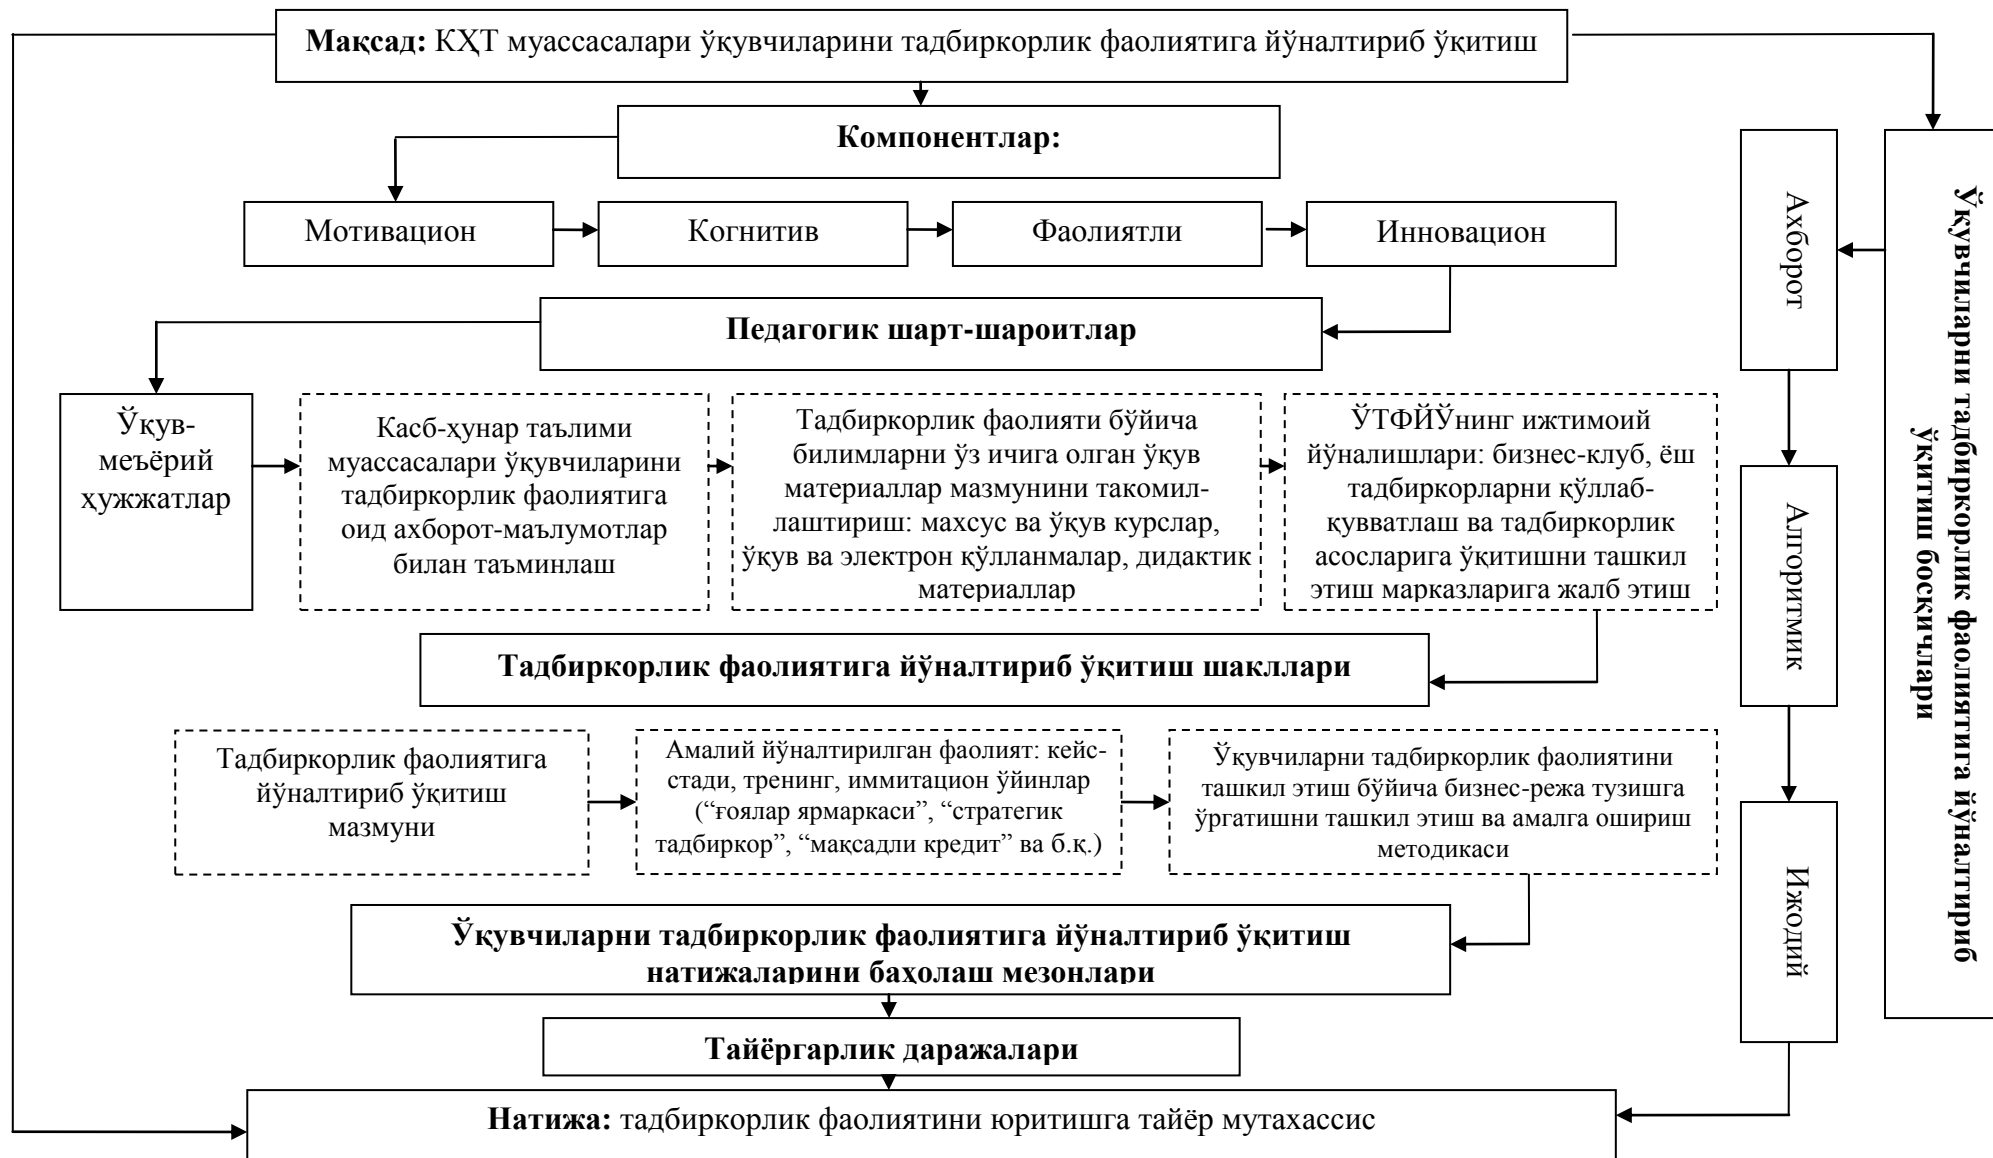 Мақсад: КҲТ муассасалари ўқувчиларини тадбиркорлик фаолиятига йўналтириб ўқитиш
Компонентлар:
Мотивацион
Когнитив
Фаолиятли
Инновацион
Педагогик шарт-шароитлар
Ўқув-
меъёрий
ҳужжатлар
Касб-ҳунар таълими
муассасалари ўқувчиларини
тадбиркорлик фаолиятига
оид ахборот-маълумотлар
билан таъминлаш
Тадбиркорлик фаолияти бўйича
билимларни ўз ичига олган ўқув
материаллар мазмунини такомил-
лаштириш: махсус ва ўқув курслар,
ўқув ва электрон қўлланмалар, дидактик
материаллар
ЎТФЙЎнинг ижтимоий
йўналишлари: бизнес-клуб, ёш
тадбиркорларни қўллаб-
қувватлаш ва тадбиркорлик
асосларига ўқитишни ташкил
этиш марказларига жалб этиш
Тадбиркорлик фаолиятига йўналтириб ўқитиш шакллари
Тадбиркорлик фаолиятига
йўналтириб ўқитиш
мазмуни
Амалий йўналтирилган фаолият: кейс-
стади, тренинг, иммитацион ўйинлар
(“ғоялар ярмаркаси”, “стратегик
тадбиркор”, “мақсадли кредит” ва б.қ.)
Ўқувчиларни тадбиркорлик фаолиятини
ташкил этиш бўйича бизнес-режа тузишга
ўргатишни ташкил этиш ва амалга ошириш
методикаси
Ўқувчиларни тадбиркорлик фаолиятига йўналтириб ўқитиш
натижаларини баҳолаш мезонлари
Тайёргарлик даражалари
Натижа: тадбиркорлик фаолиятини юритишга тайёр мутахассис
Ахборот
Алгоритмик
Ижодий
Ўқувчиларни тадбиркорлик фаолиятига йўналтириб
ўқитиш босқичлари